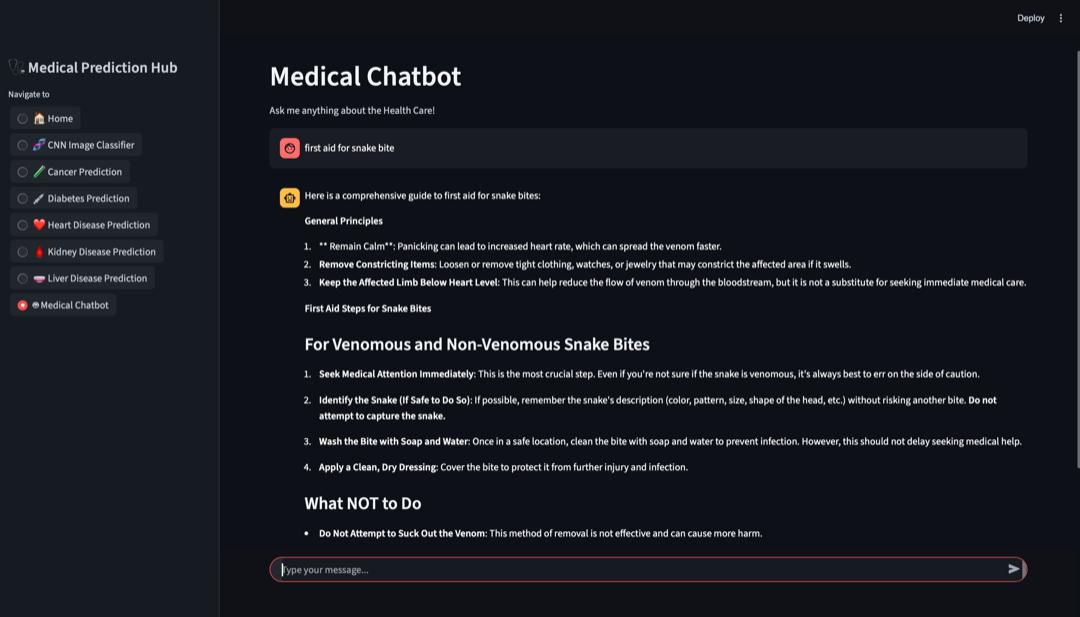 Deploy
Medical Prediction Hub
Navigate to
Home
CNN Image Classifier
Cancer Prediction
Diabetes Prediction
Heart Disease Prediction
Kidney Disease Prediction
Liver Disease Prediction
Medical Chatbot
Medical Chatbot
Ask me anything about the Health Care!
first aid for snake bite
Here is a comprehensive guide to first aid for snake bites:
General Principles
1. ** Remain Calm**: Panicking can lead to increased heart rate, which can spread the venom faster.
2. Remove Constricting Items: Loosen or remove tight clothing, watches, or jewelry that may constrict the affected area if it swells.
3. Keep the Affected Limb Below Heart Level: This can help reduce the flow of venom through the bloodstream, but it is not a substitute for seeking immediate medical care.
First Aid Steps for Snake Bites
For Venomous and Non-Venomous Snake Bites
1. Seek Medical Attention Immediately: This is the most crucial step. Even if you're not sure if the snake is venomous, it's always best to err on the side of caution.
2. Identify the Snake (If Safe to Do So): If possible, remember the snake's description (color, pattern, size, shape of the head, etc.) without risking another bite. Do not
attempt to capture the snake.
3. Wash the Bite with Soap and Water: Once in a safe location, clean the bite with soap and water to prevent infection. However, this should not delay seeking medical help.
4. Apply a Clean, Dry Dressing: Cover the bite to protect it from further injury and infection.
What NOT to Do
• Do Not Attempt to Suck Out the Venom: This method of removal is not effective and can cause more harm.
Type your message...